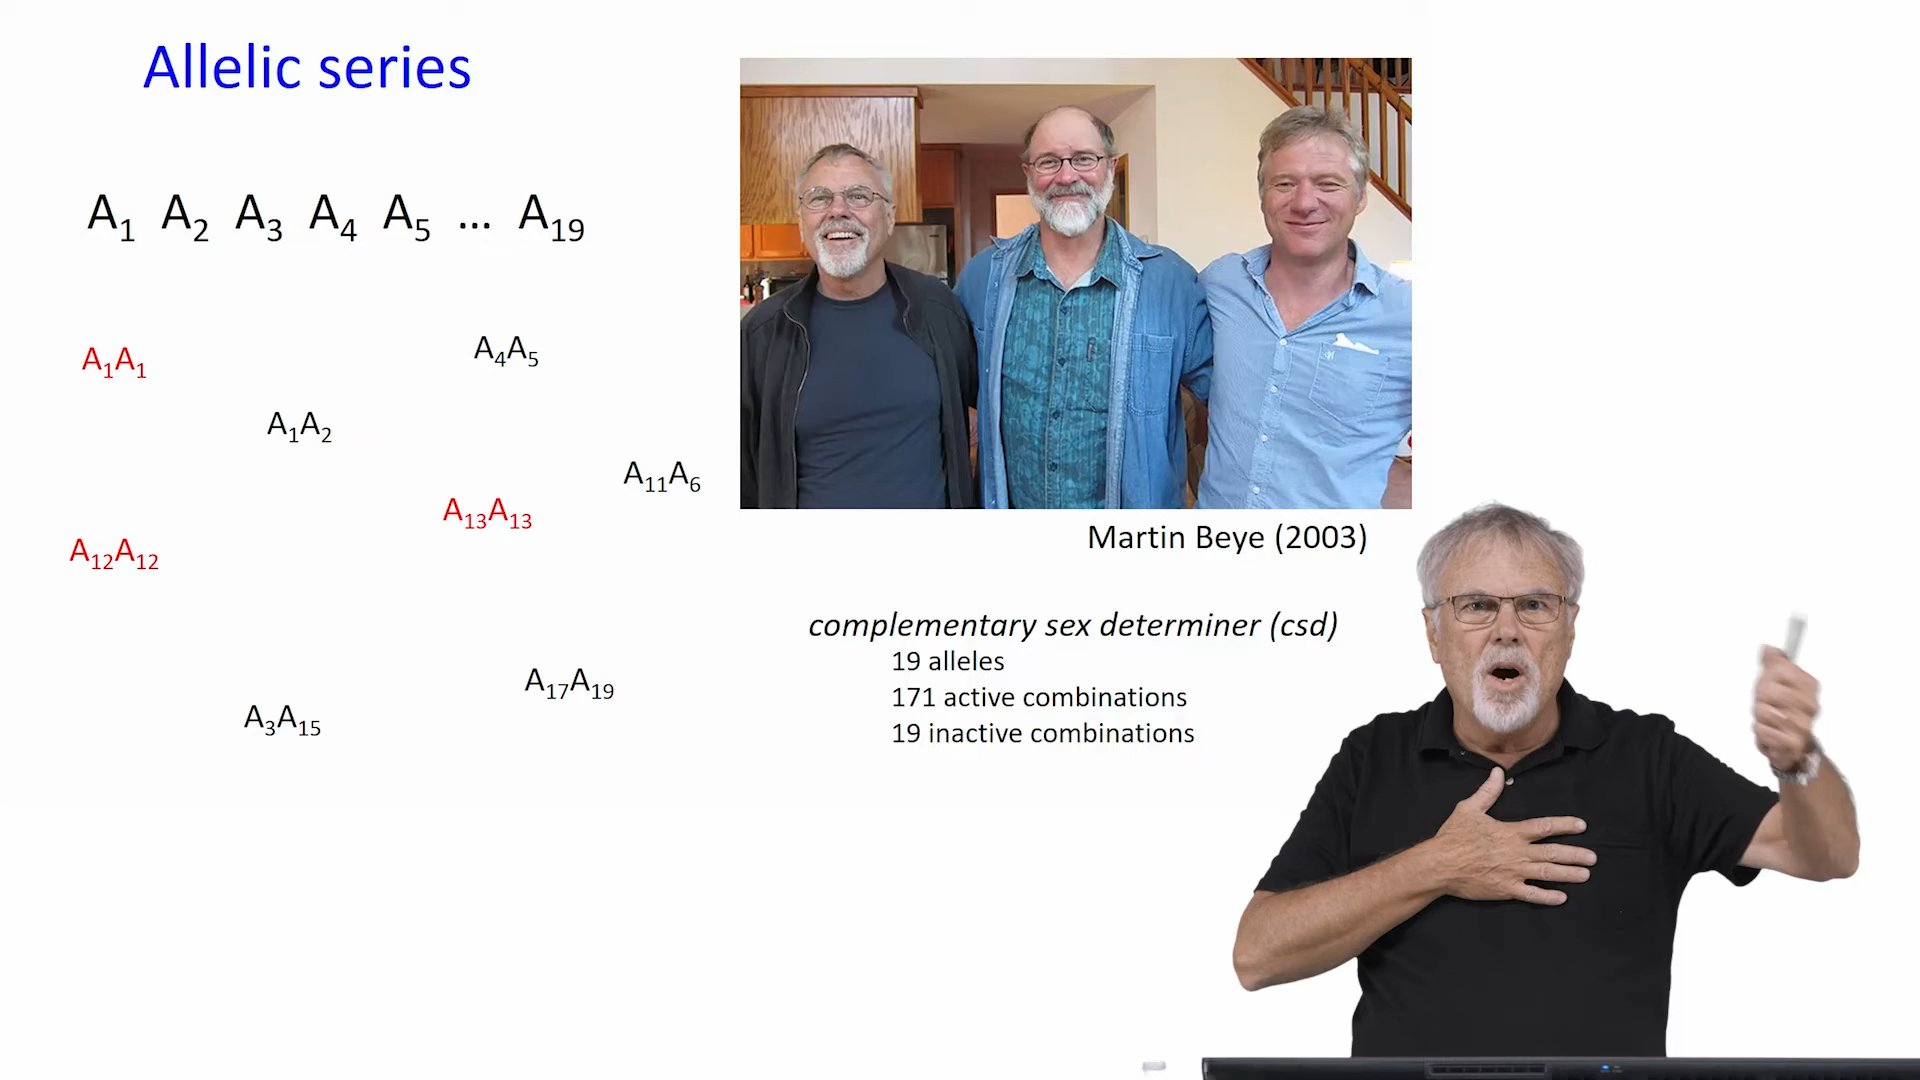 Allelic series
A₁ A₂ A₃ A₄ A₅ ... A₁₉
A₁A₁
A₄A₅
A₁A₂
A₁₁A₆
A₁₃A₁₃
A₁₂A₁₂
A₁₇A₁₉
A₃A₁₅
Martin Beye (2003)
complementary sex determiner (csd)
19 alleles
171 active combinations
19 inactive combinations